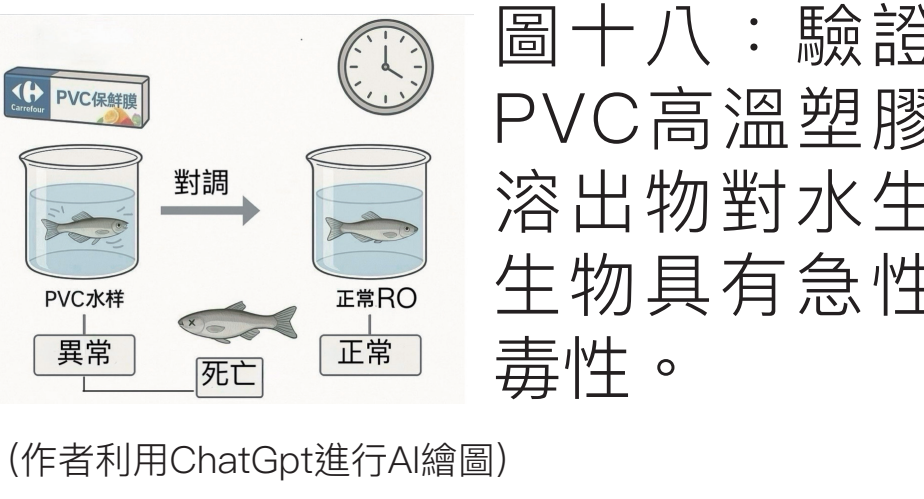 Carrefour
PVC保鮮膜
對調
PVC水样
正常RO
異常
死亡
正常
圖十八：驗證
PVC高溫塑膠
溶出物對水生
生物具有急性
毒性。
(作者利用ChatGpt進行AI繪圖)